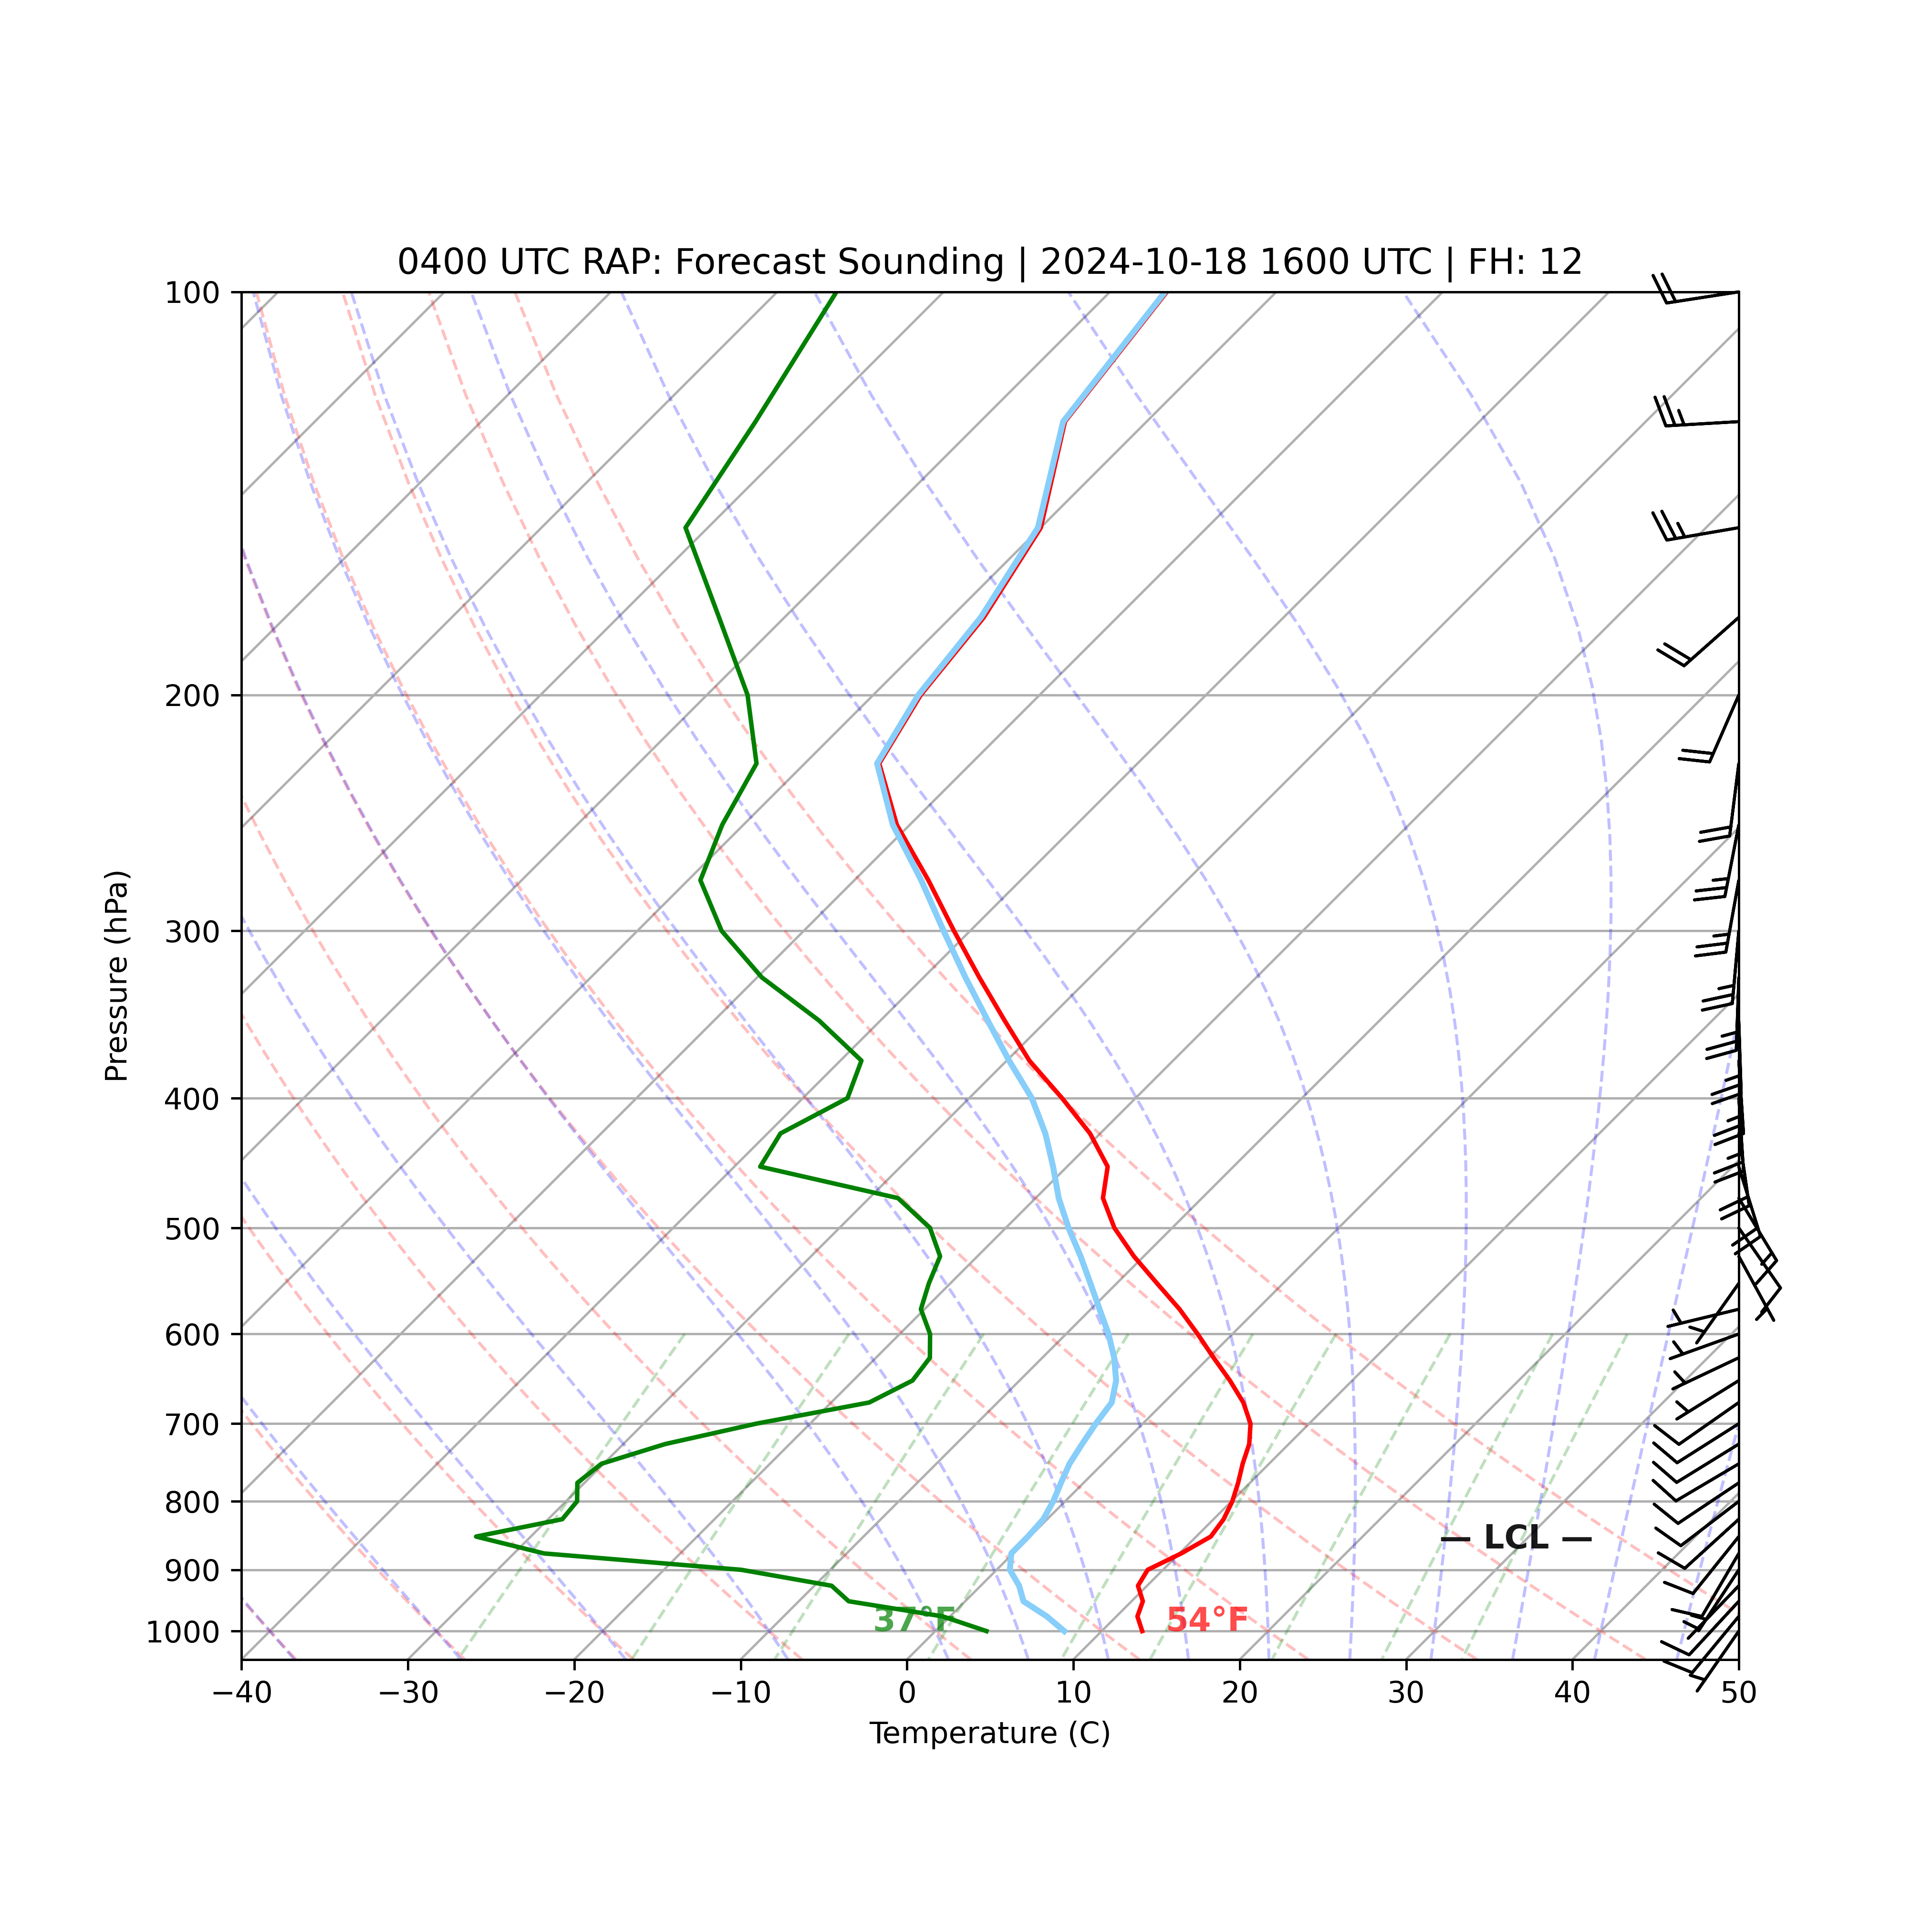 0400 UTC RAP: Forecast Sounding | 2024-10-18 1600 UTC | FH: 12
100
200
300
400
500
600
700
800
900
1000
Pressure (hPa)
— LCL —
37°F
54°F
−40 −30 −20 −10 0 10 20 30 40 50
Temperature (C)